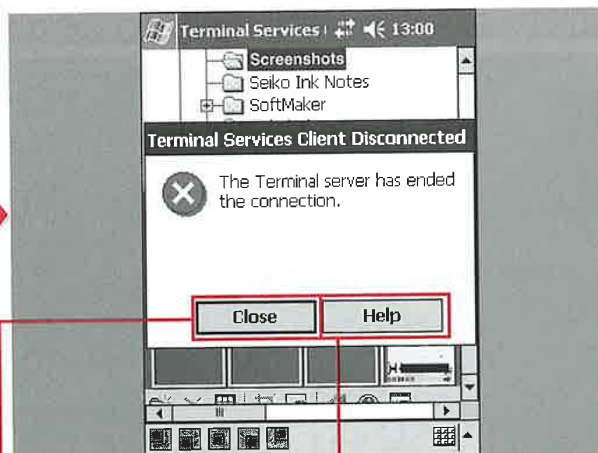 Terminal Services 13:00
Screenshots
Seiko Ink Notes
SoftMaker
Terminal Services Client Disconnected
The Terminal server has ended
the connection.
Close Help